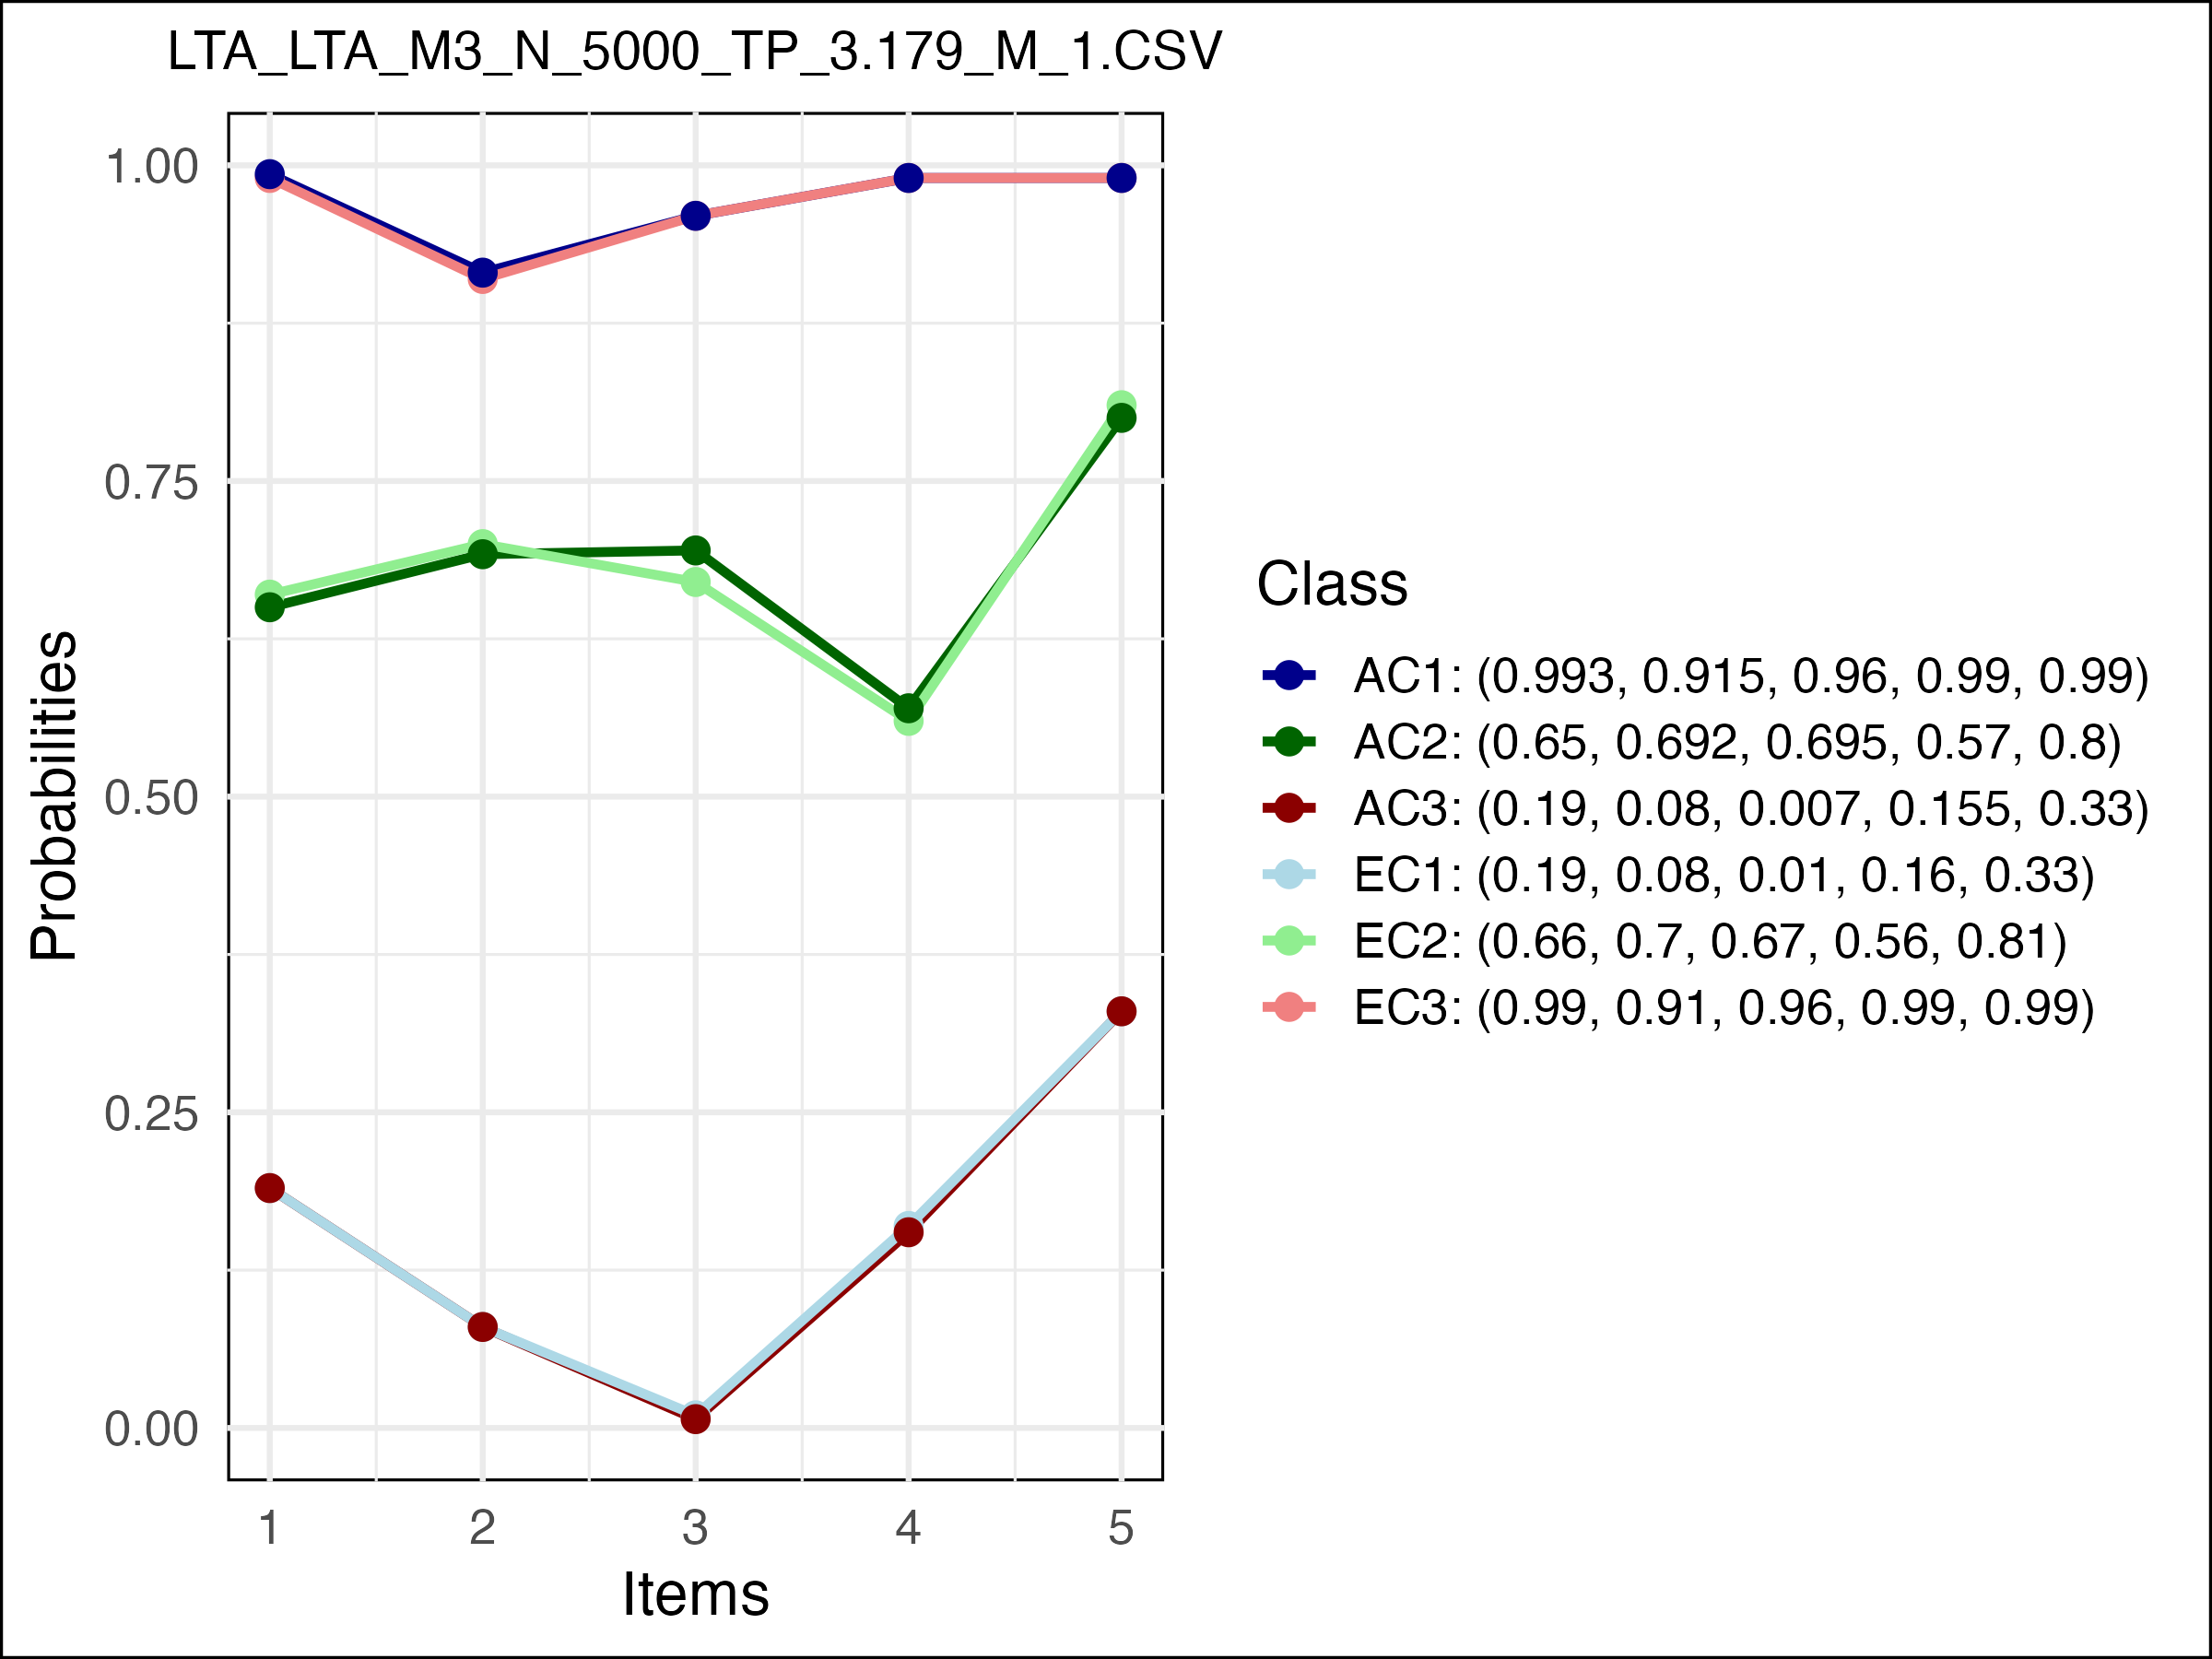 LTA_LTA_M3_N_5000_TP_3.179_M_1.CSV
1.00
0.75
0.50
0.25
0.00
Probabilities
1 2 3 4 5
Items
Class
AC1: (0.993, 0.915, 0.96, 0.99, 0.99)
AC2: (0.65, 0.692, 0.695, 0.57, 0.8)
AC3: (0.19, 0.08, 0.007, 0.155, 0.33)
EC1: (0.19, 0.08, 0.01, 0.16, 0.33)
EC2: (0.66, 0.7, 0.67, 0.56, 0.81)
EC3: (0.99, 0.91, 0.96, 0.99, 0.99)